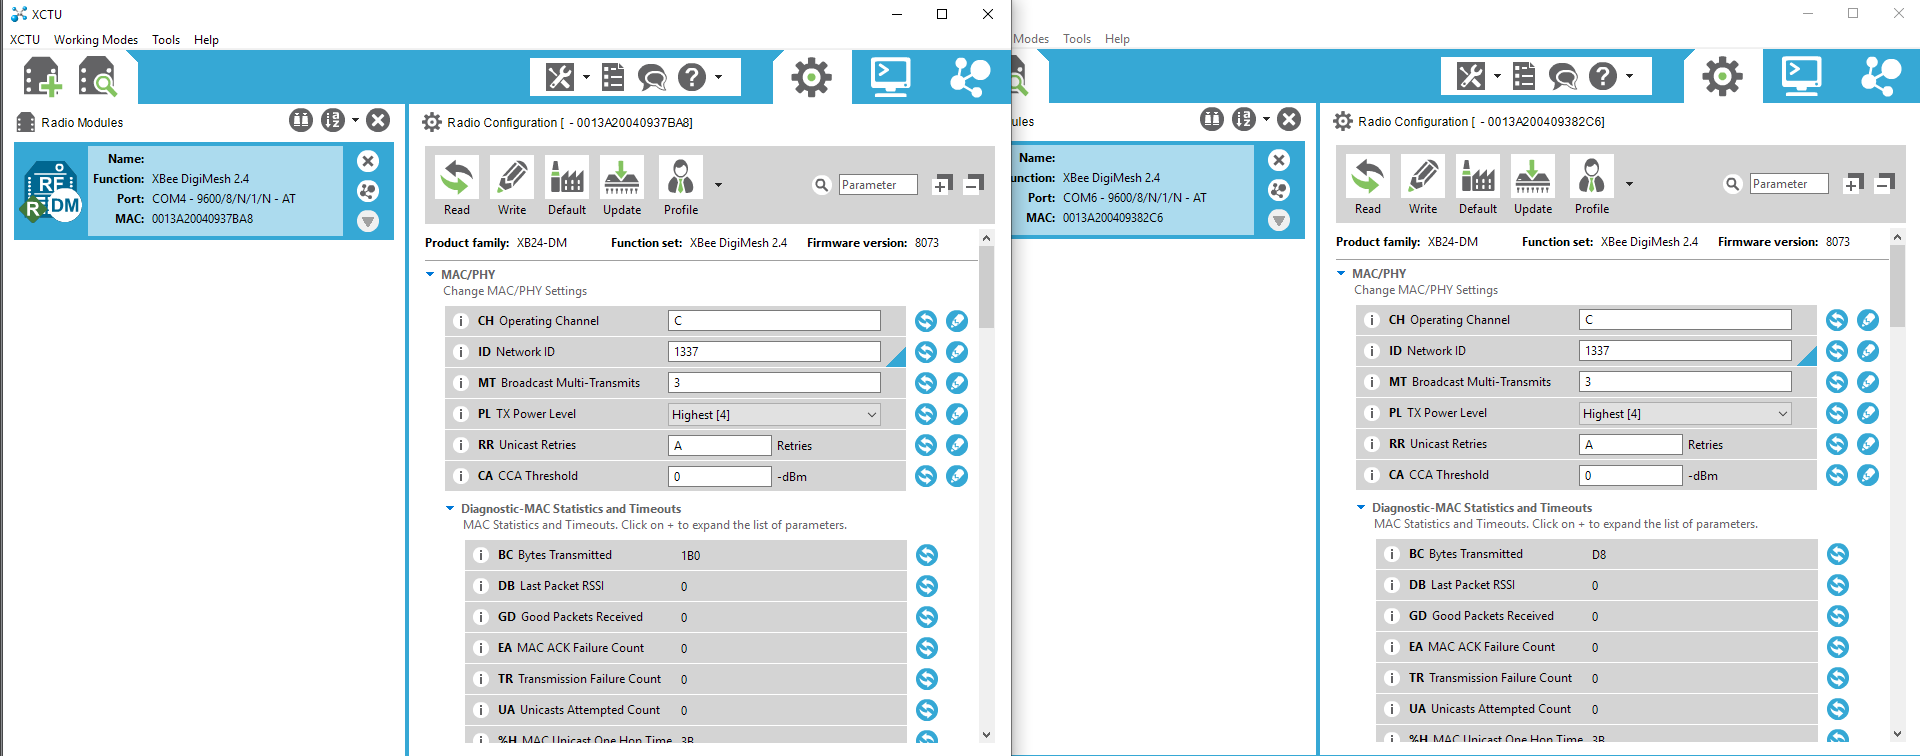 XCTU
XCTU Working Modes Tools Help
Radio Modules
Name:
Function: XBee DigiMesh 2.4
Port: COM4 - 9600/8/N/1/N - AT
MAC: 0013A20040937BA8
RF
R
DM
Radio Configuration [ - 0013A20040937BA8]
Read Write Default Update Profile
Parameter
Product family: XB24-DM Function set: XBee DigiMesh 2.4 Firmware version: 8073
MAC/PHY
Change MAC/PHY Settings
i CH Operating Channel C
i ID Network ID 1337
i MT Broadcast Multi-Transmits 3
i PL TX Power Level Highest [4]
i RR Unicast Retries A Retries
i CA CCA Threshold 0 -dBm
Diagnostic-MAC Statistics and Timeouts
MAC Statistics and Timeouts. Click on + to expand the list of parameters.
i BC Bytes Transmitted 1B0
i DB Last Packet RSSI 0
i GD Good Packets Received 0
i EA MAC ACK Failure Count 0
i TR Transmission Failure Count 0
i UA Unicasts Attempted Count 0
i %H MAC Unicast One Hop Time 3B
Modes Tools Help
ules
Name:
unction: XBee DigiMesh 2.4
Port: COM6 - 9600/8/N/1/N - AT
MAC: 0013A200409382C6
Radio Configuration [ - 0013A200409382C6]
Read Write Default Update Profile
Parameter
Product family: XB24-DM Function set: XBee DigiMesh 2.4 Firmware version: 8073
MAC/PHY
Change MAC/PHY Settings
i CH Operating Channel C
i ID Network ID 1337
i MT Broadcast Multi-Transmits 3
i PL TX Power Level Highest [4]
i RR Unicast Retries A Retries
i CA CCA Threshold 0 -dBm
Diagnostic-MAC Statistics and Timeouts
MAC Statistics and Timeouts. Click on + to expand the list of parameters.
i BC Bytes Transmitted D8
i DB Last Packet RSSI 0
i GD Good Packets Received 0
i EA MAC ACK Failure Count 0
i TR Transmission Failure Count 0
i UA Unicasts Attempted Count 0
i %H MAC Unicast One Hop Time 3B